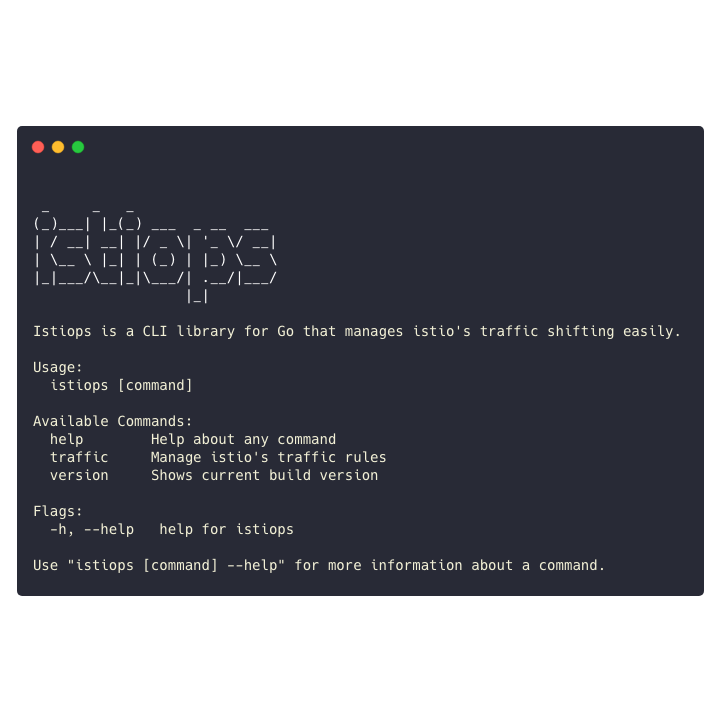 _     _   _
(_)___| |_(_) ___  _ __  ___
| / __| __| |/ _ \| '_ \/ __|
| \__ \ |_| | (_) | |_) \__ \
|_|___/\__|_|\___/| .__/|___/
                  |_|
Istiops is a CLI library for Go that manages istio's traffic shifting easily.
Usage:
  istiops [command]
Available Commands:
  help        Help about any command
  traffic     Manage istio's traffic rules
  version     Shows current build version
Flags:
  -h, --help   help for istiops
Use "istiops [command] --help" for more information about a command.